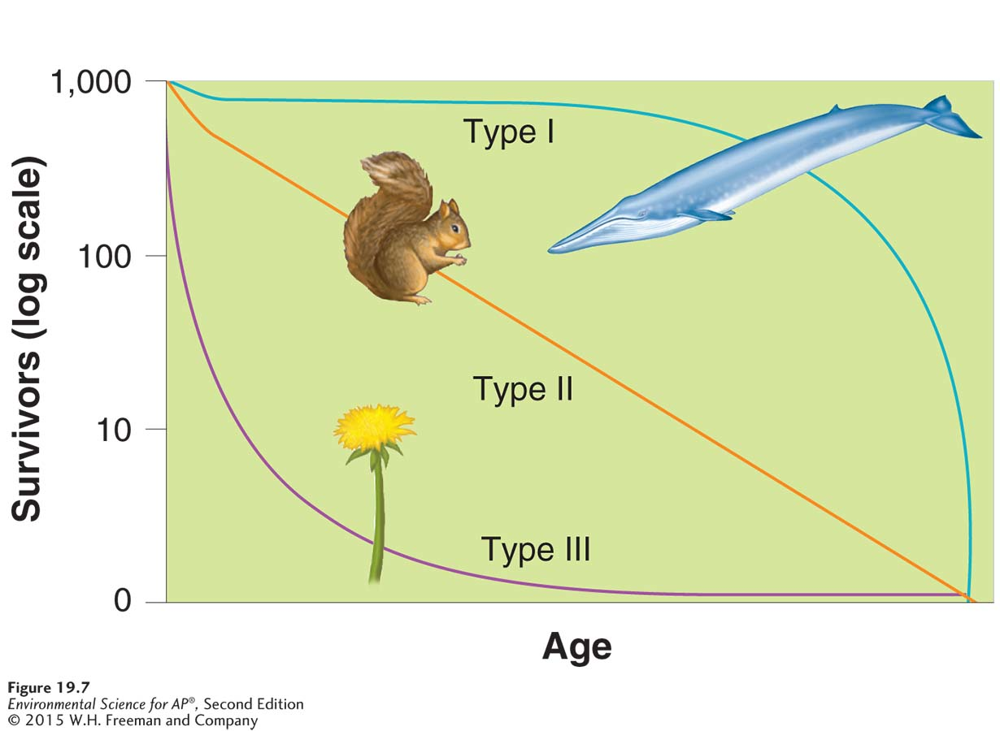 1,000
Type I
100
Type II
10
Type III
0
Survivors (log scale)
Age
Figure 19.7
Environmental Science for AP®, Second Edition
© 2015 W.H. Freeman and Company